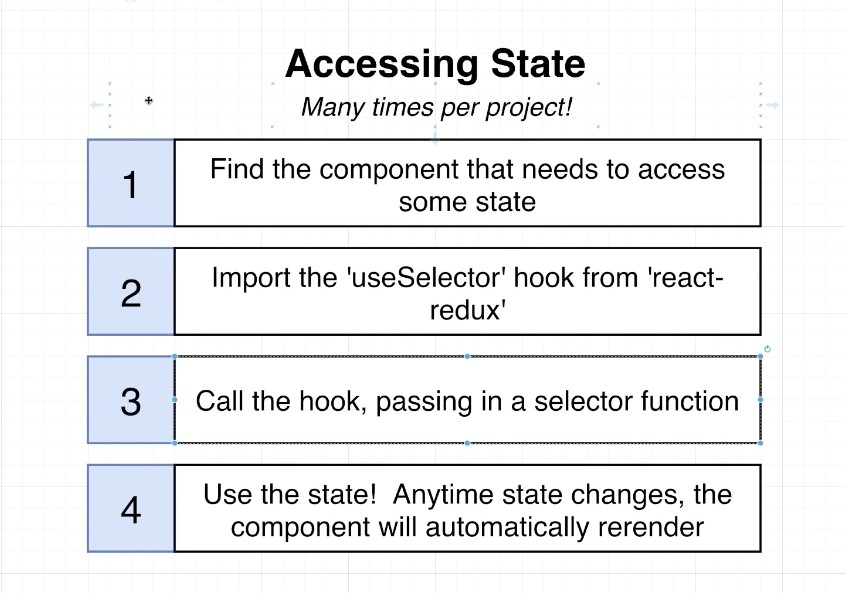 Accessing State
Many times per project!
1
Find the component that needs to access
some state
2
Import the 'useSelector' hook from 'react-
redux'
3
Call the hook, passing in a selector function
4
Use the state!  Anytime state changes, the
component will automatically rerender